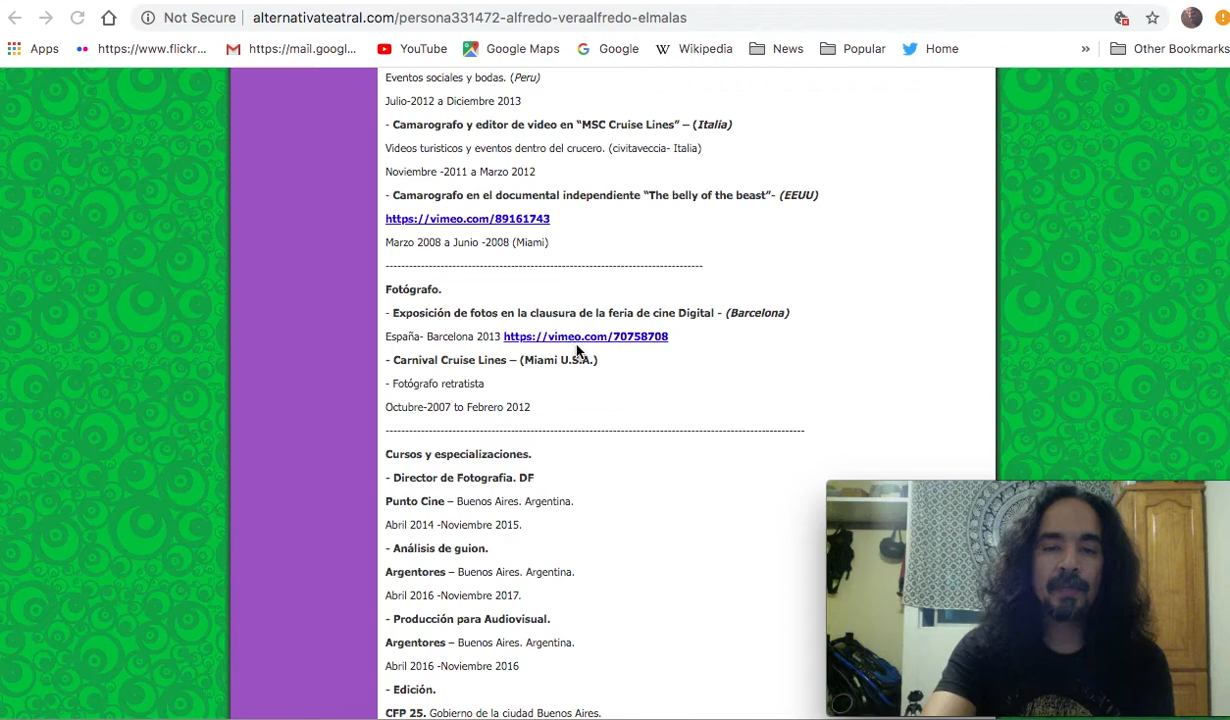 Not Secure | alternativateatral.com/persona331472-alfredo-veraalfredo-elmalas
Apps https://www.flickr... https://mail.googl... YouTube Google Maps Google Wikipedia News Popular Home » Other Bookmarks
Eventos sociales y bodas. (Peru)
Julio-2012 a Diciembre 2013
- Camarografo y editor de video en “MSC Cruise Lines” – (Italia)
Videos turisticos y eventos dentro del crucero. (civitaveccia- Italia)
Noviembre -2011 a Marzo 2012
- Camarografo en el documental independiente “The belly of the beast”- (EEUU)
https://vimeo.com/89161743
Marzo 2008 a Junio -2008 (Miami)
--------------------------------------------------------------------------------
Fotógrafo.
- Exposición de fotos en la clausura de la feria de cine Digital - (Barcelona)
España- Barcelona 2013 https://vimeo.com/70758708
- Carnival Cruise Lines – (Miami U.S.A.)
- Fotógrafo retratista
Octubre-2007 to Febrero 2012
----------------------------------------------------------------------------------------------------------
Cursos y especializaciones.
- Director de Fotografia. DF
Punto Cine – Buenos Aires. Argentina.
Abril 2014 -Noviembre 2015.
- Análisis de guion.
Argentores – Buenos Aires. Argentina.
Abril 2016 -Noviembre 2017.
- Producción para Audiovisual.
Argentores – Buenos Aires. Argentina.
Abril 2016 -Noviembre 2016
- Edición.
CFP 25. Gobierno de la ciudad Buenos Aires.